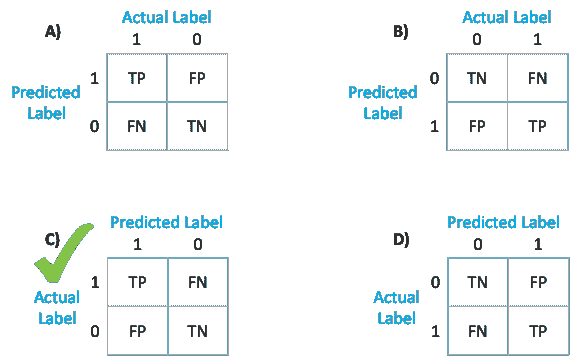 A) Actual Label
1 0
Predicted Label
1 TP FP
0 FN TN
B) Actual Label
0 1
Predicted Label
0 TN FN
1 FP TP
C) Predicted Label
1 0
Actual Label
1 TP FN
0 FP TN
D) Predicted Label
0 1
Actual Label
0 TN FP
1 FN TP